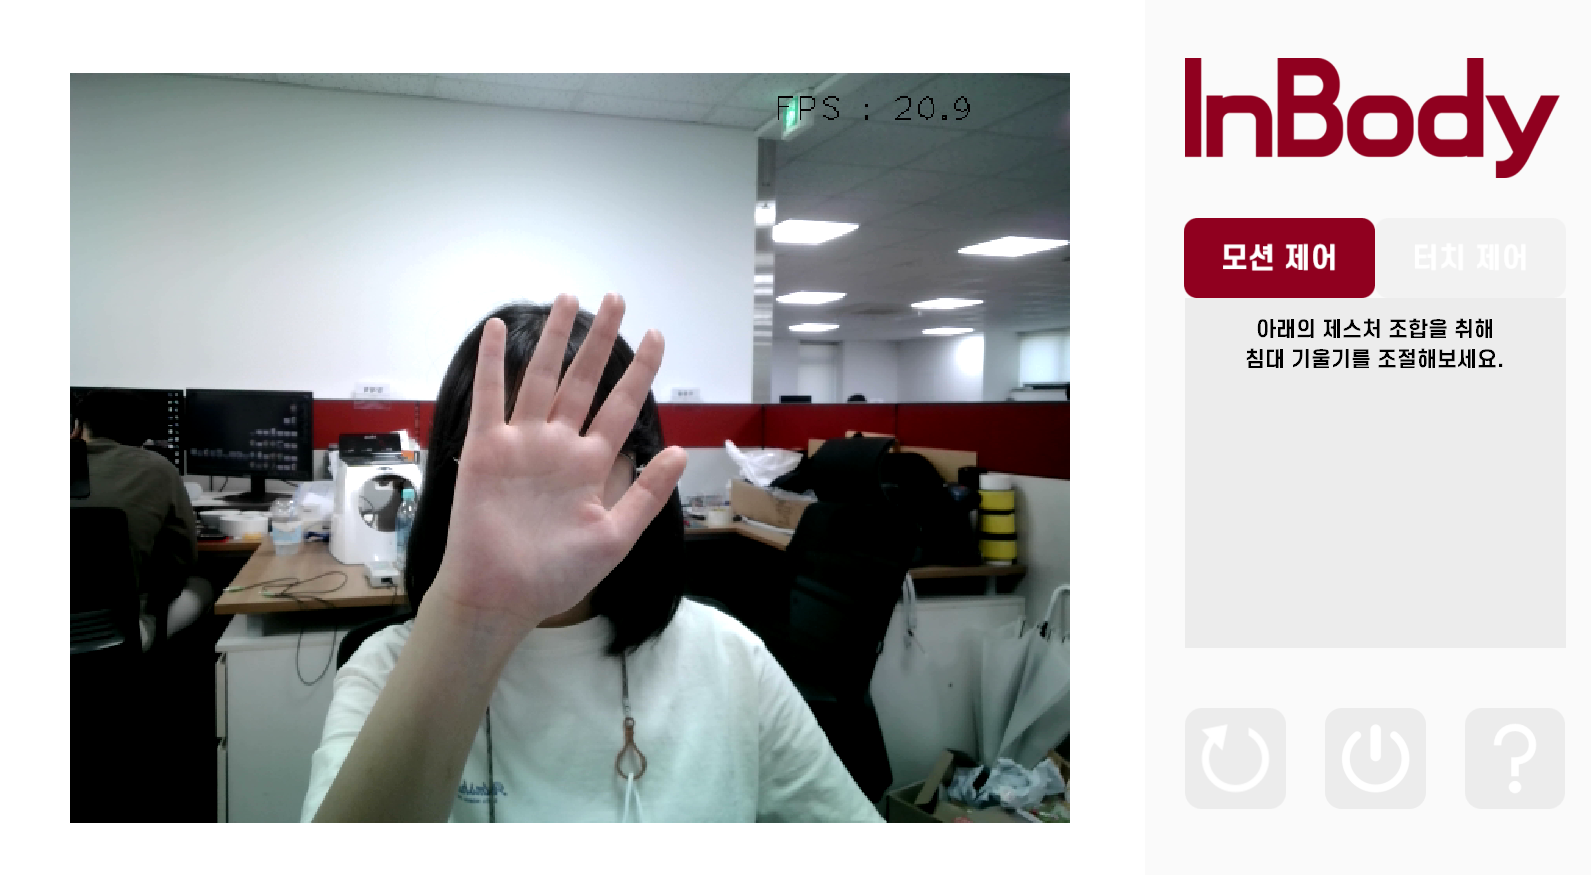 FPS : 20.9
InBody
모션 제어
터치 제어
아래의 제스처 조합을 취해
침대 기울기를 조절해보세요.